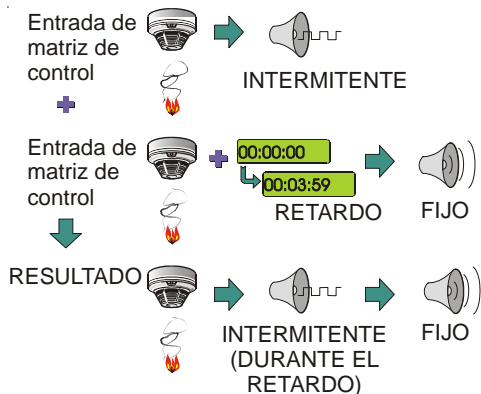 Entrada de
matriz de
control
INTERMITENTE
Entrada de
matriz de
control
00:00:00
00:03:59
RETARDO
FIJO
RESULTADO
INTERMITENTE
(DURANTE EL
RETARDO)
FIJO